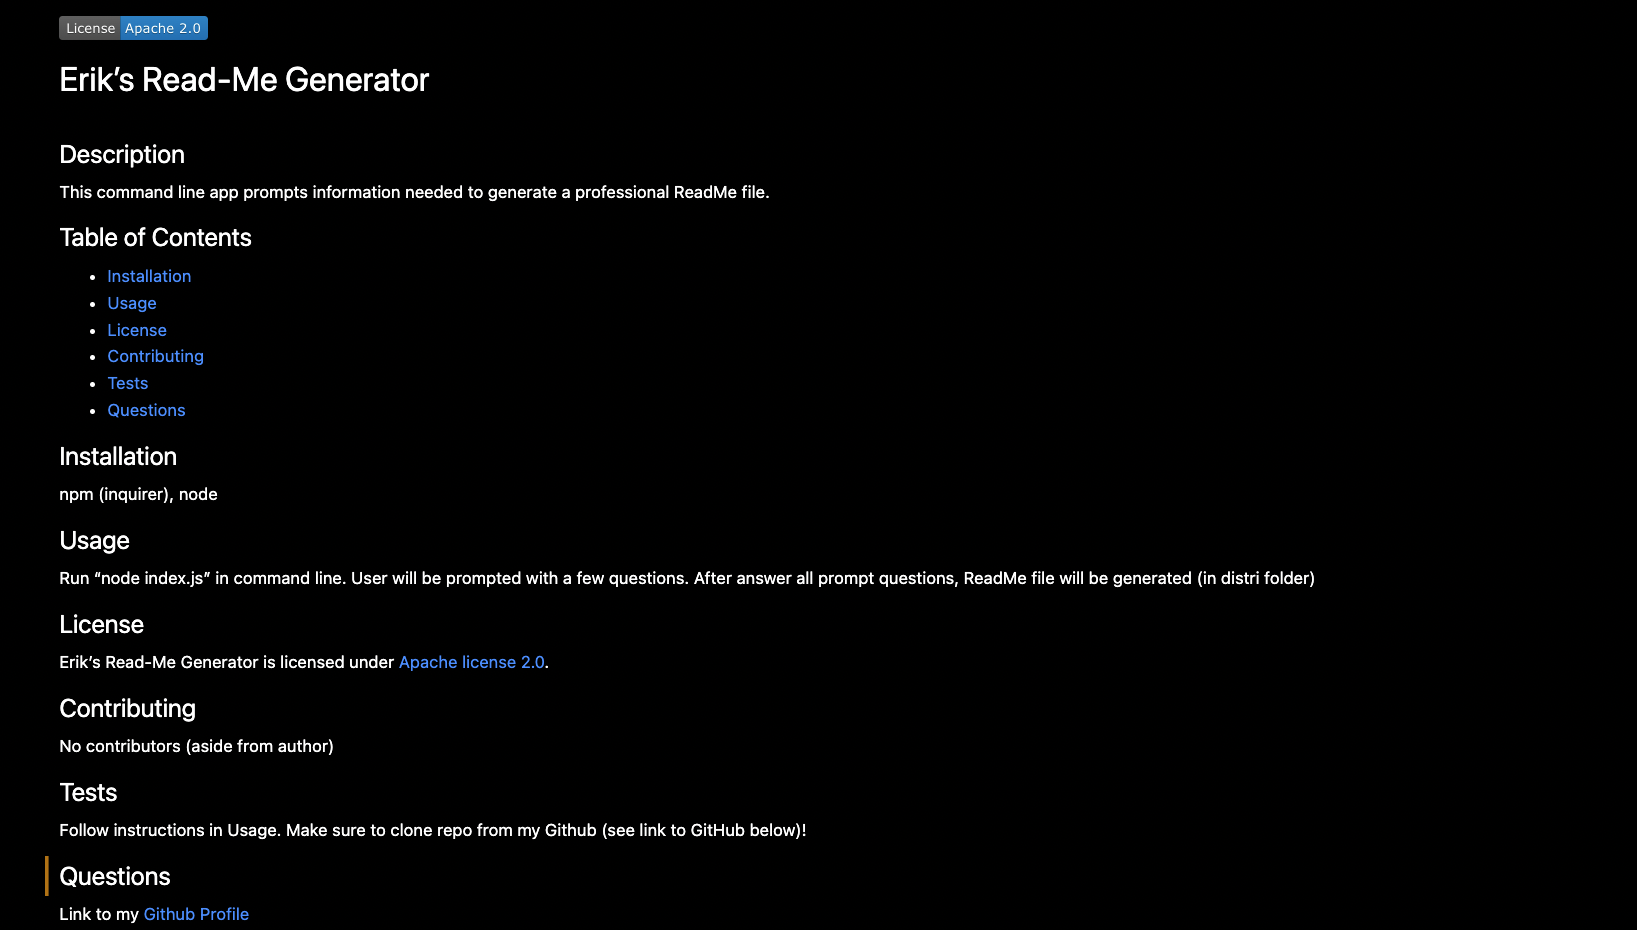 License Apache 2.0
Erik’s Read-Me Generator
Description
This command line app prompts information needed to generate a professional ReadMe file.
Table of Contents
Installation
Usage
License
Contributing
Tests
Questions
Installation
npm (inquirer), node
Usage
Run “node index.js” in command line. User will be prompted with a few questions. After answer all prompt questions, ReadMe file will be generated (in distri folder)
License
Erik’s Read-Me Generator is licensed under Apache license 2.0.
Contributing
No contributors (aside from author)
Tests
Follow instructions in Usage. Make sure to clone repo from my Github (see link to GitHub below)!
Questions
Link to my Github Profile